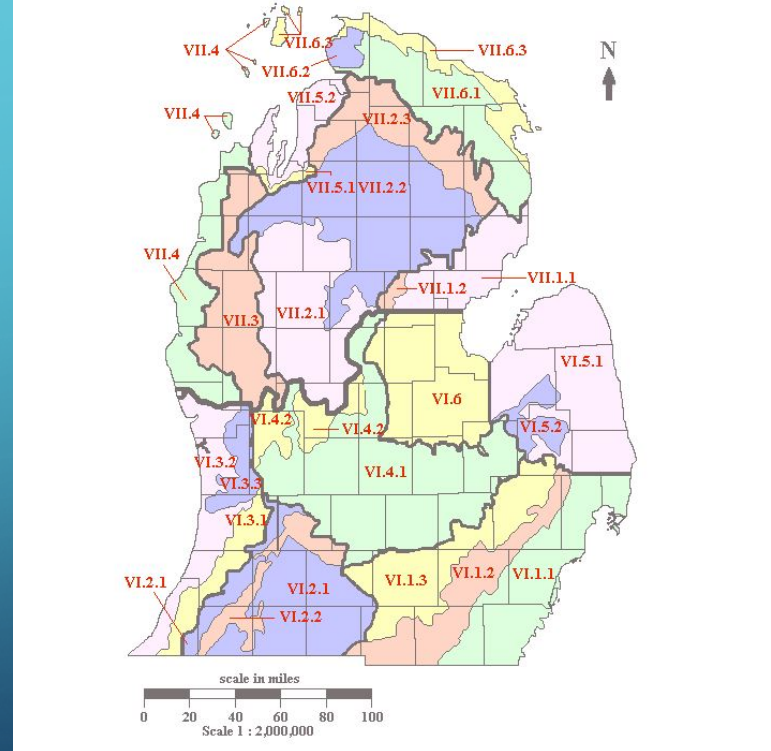 VII.4
VII.6.3
VII.6.3
N
VII.6.2
VII.5.2
VII.6.1
VII.4
VII.2.3
VII.5.1
VII.2.2
VII.4
VII.1.1
VII.1.2
VII.3
VII.2.1
VI.5.1
VI.6
VI.4.2
VI.4.2
VI.5.2
VI.3.2
VI.4.1
VI.3.3
VI.3.1
VI.2.1
VI.2.1
VI.1.3
VI.1.2
VI.1.1
VI.2.2
scale in miles
0 20 40 60 80 100
Scale 1 : 2,000,000